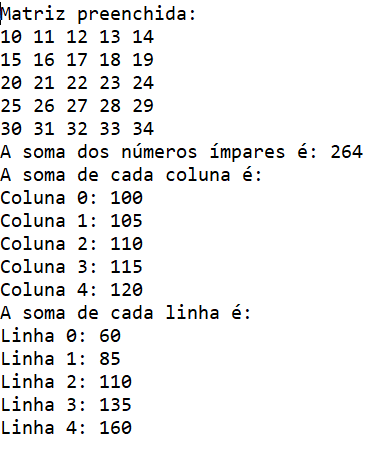 Matriz preenchida:
10 11 12 13 14
15 16 17 18 19
20 21 22 23 24
25 26 27 28 29
30 31 32 33 34
A soma dos números ímpares é: 264
A soma de cada coluna é:
Coluna 0: 100
Coluna 1: 105
Coluna 2: 110
Coluna 3: 115
Coluna 4: 120
A soma de cada linha é:
Linha 0: 60
Linha 1: 85
Linha 2: 110
Linha 3: 135
Linha 4: 160